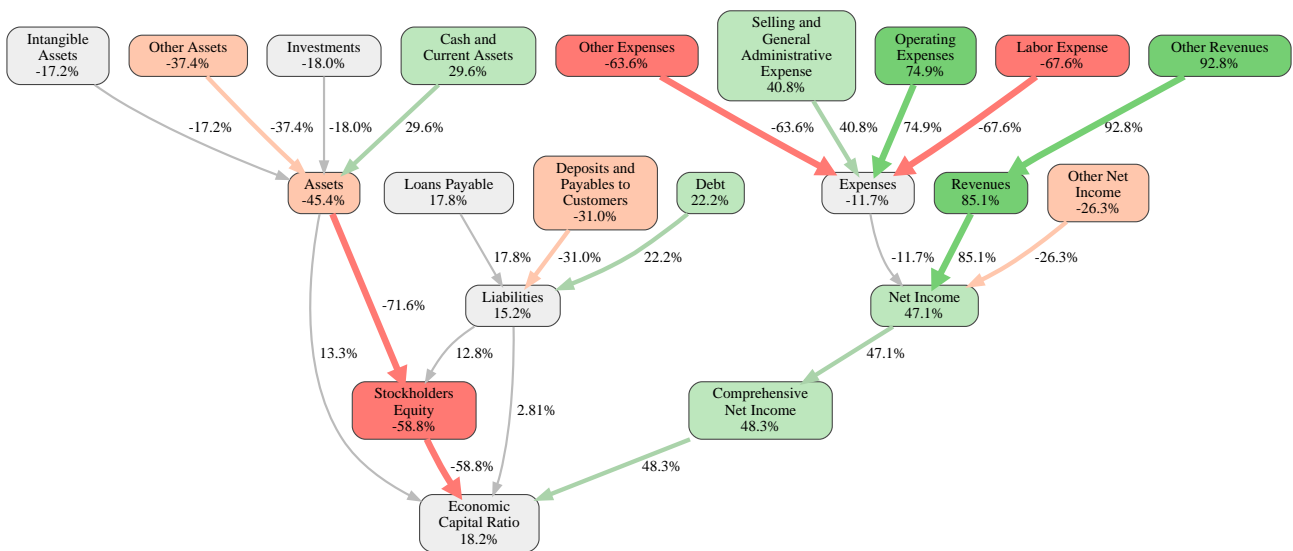 Intangible
Assets
-17.2%
Other Assets
-37.4%
Investments
-18.0%
Cash and
Current Assets
29.6%
Other Expenses
-63.6%
Selling and
General
Administrative
Expense
40.8%
Operating
Expenses
74.9%
Labor Expense
-67.6%
Other Revenues
92.8%
-17.2%
-37.4%
-18.0%
29.6%
-63.6%
40.8%
74.9%
-67.6%
92.8%
Assets
-45.4%
Loans Payable
17.8%
Deposits and
Payables to
Customers
-31.0%
Debt
22.2%
Expenses
-11.7%
Revenues
85.1%
Other Net
Income
-26.3%
17.8%
-31.0%
22.2%
-11.7%
85.1%
-26.3%
-71.6%
Liabilities
15.2%
Net Income
47.1%
13.3%
12.8%
47.1%
Stockholders
Equity
-58.8%
2.81%
Comprehensive
Net Income
48.3%
-58.8%
48.3%
Economic
Capital Ratio
18.2%